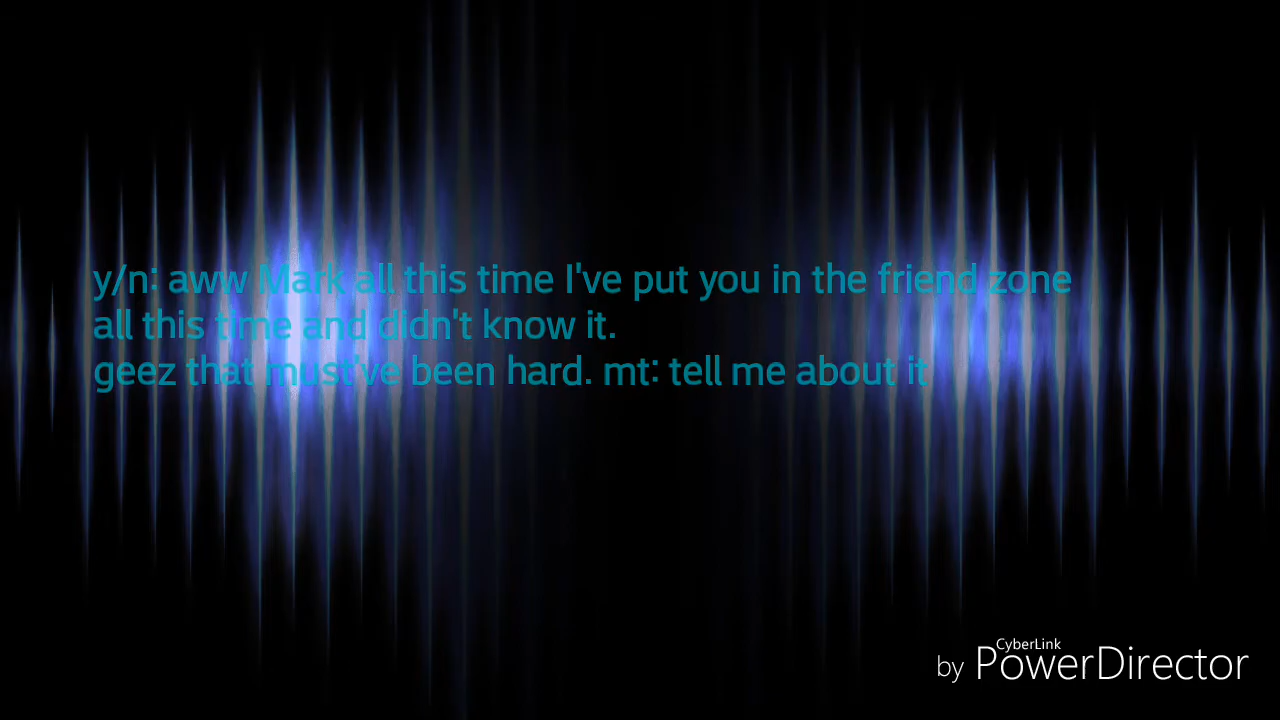 y/n: aww Mark all this time I've put you in the friend zone
all this time and didn't know it.
geez that must've been hard. mt: tell me about it
by CyberLink PowerDirector